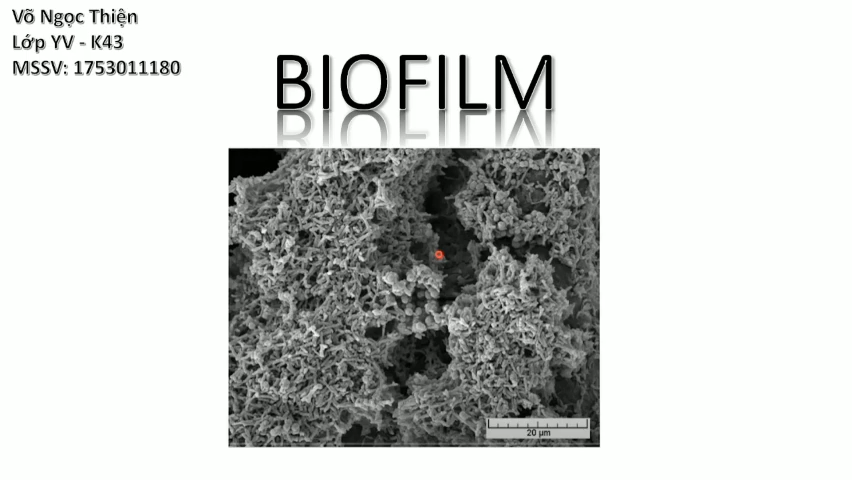 Võ Ngọc Thiện
Lớp YV - K43
MSSV: 1753011180
BIOFILM
20 µm